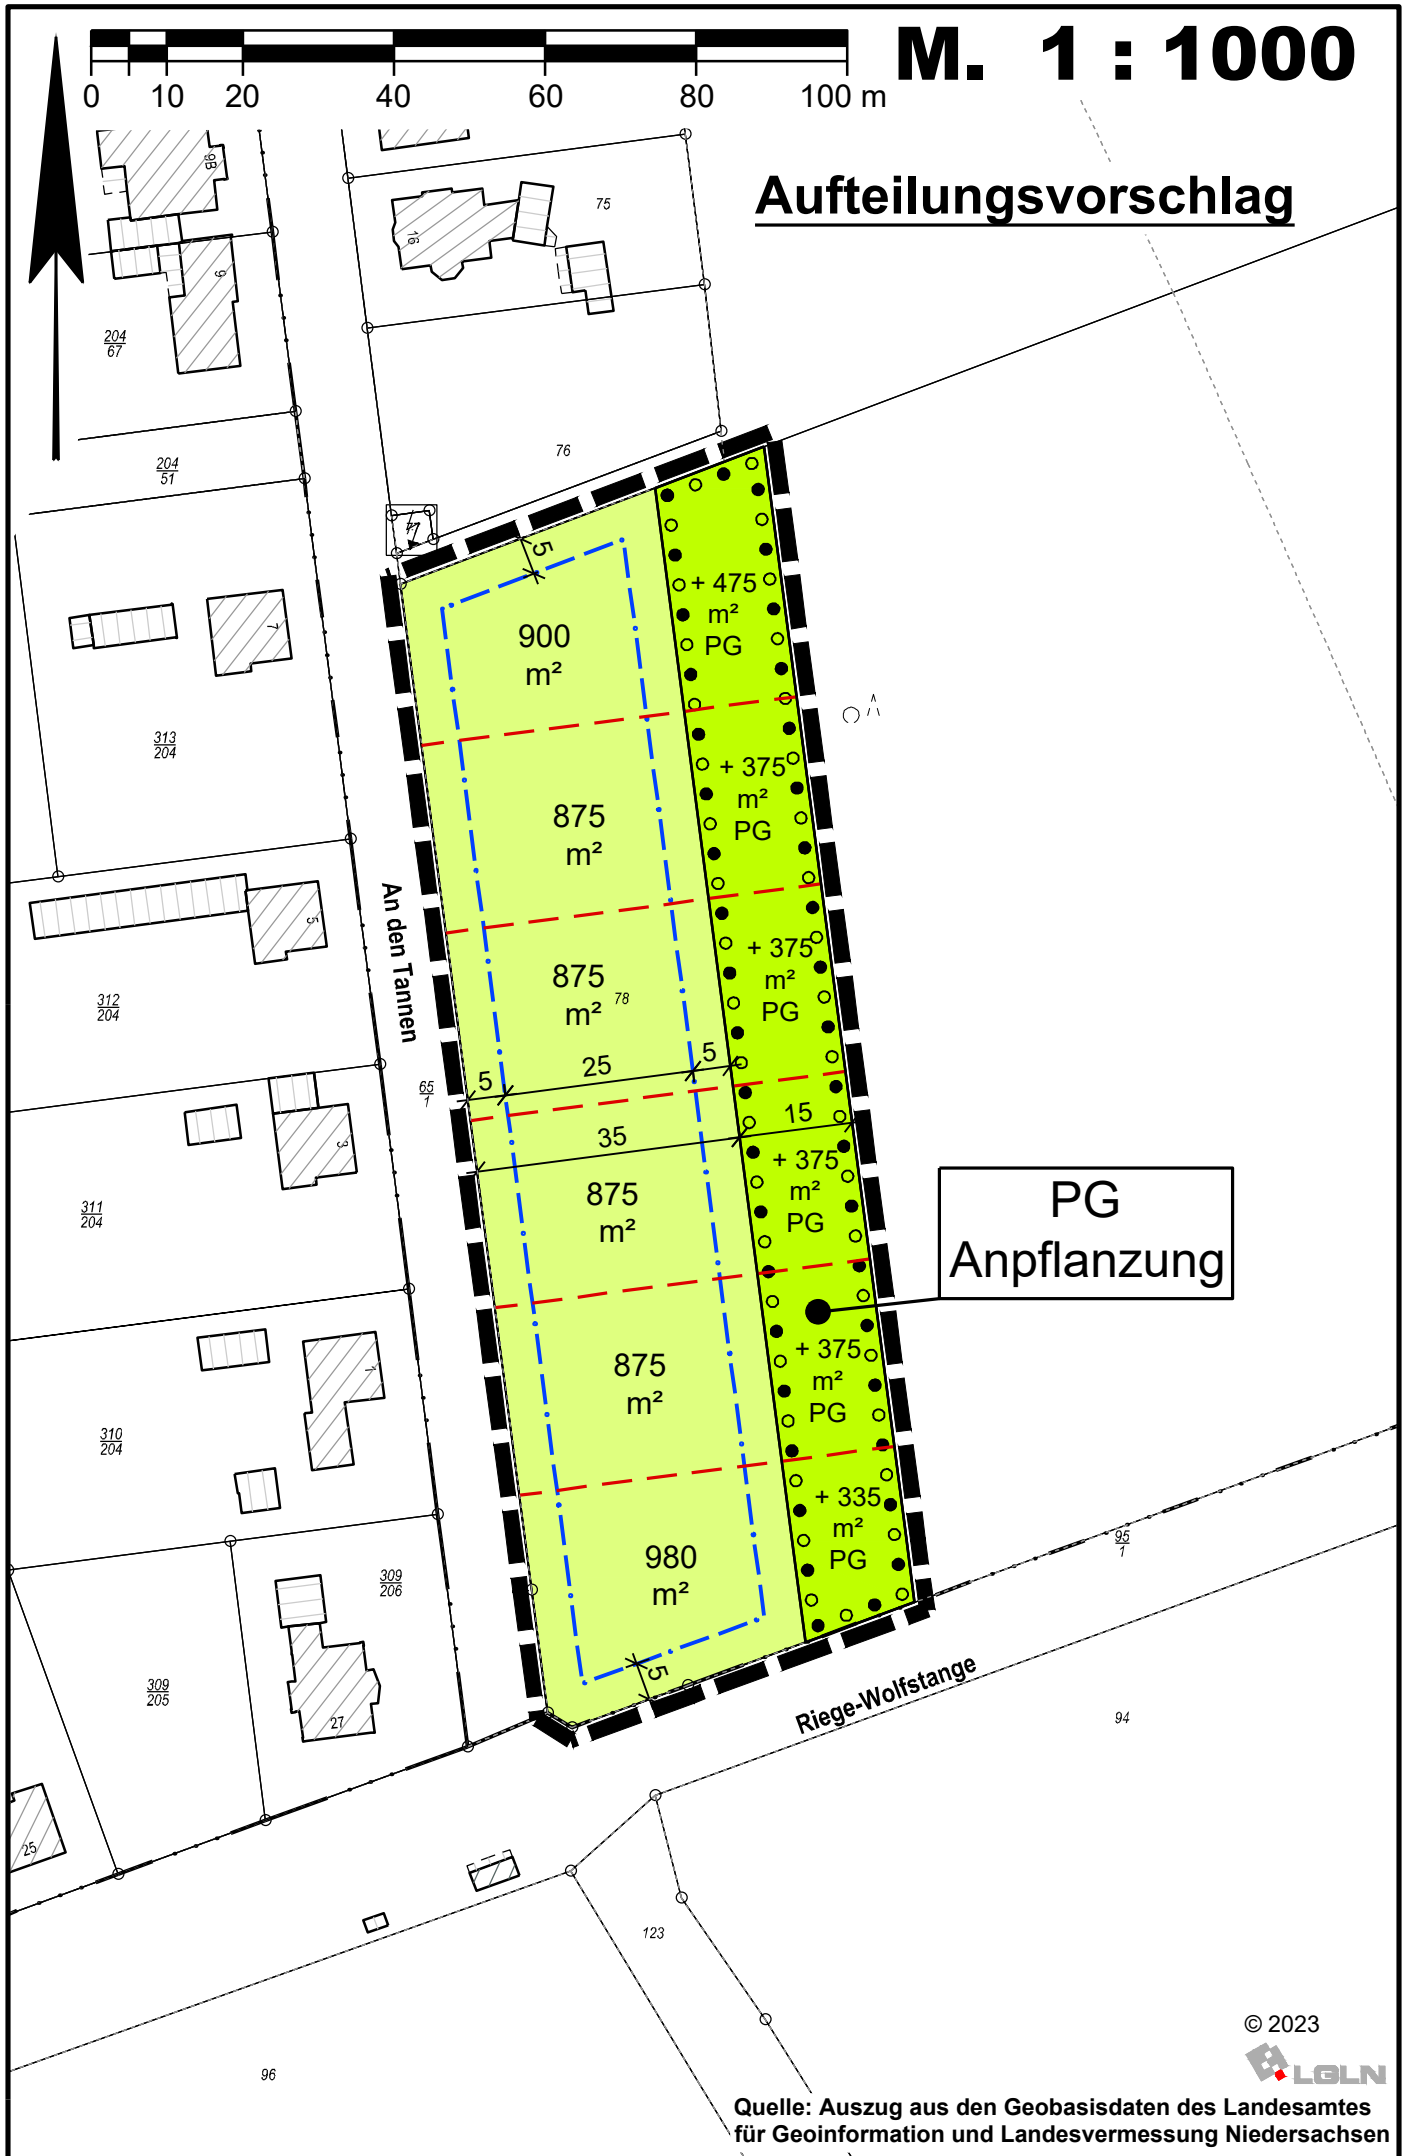 M. 1 : 1000
0 10 20 40 60 80 100 m
Aufteilungsvorschlag
9B
75
16
9
204
67
76
204
51
77
5
+ 475
m²
PG
900
m²
7
313
204
+ 375
m²
PG
875
m²
An den Tannen
5
+ 375
m²
PG
875
m²
78
312
204
5
25
5
65
1
15
35
3
+ 375
m²
PG
875
m²
311
204
PG
Anpflanzung
+ 375
m²
PG
875
m²
1
310
204
+ 335
m²
PG
980
m²
95
1
309
206
5
309
205
27
Riege-Wolfstange
94
25
123
96
© 2023
LGLN
Quelle: Auszug aus den Geobasisdaten des Landesamtes
für Geoinformation und Landesvermessung Niedersachsen